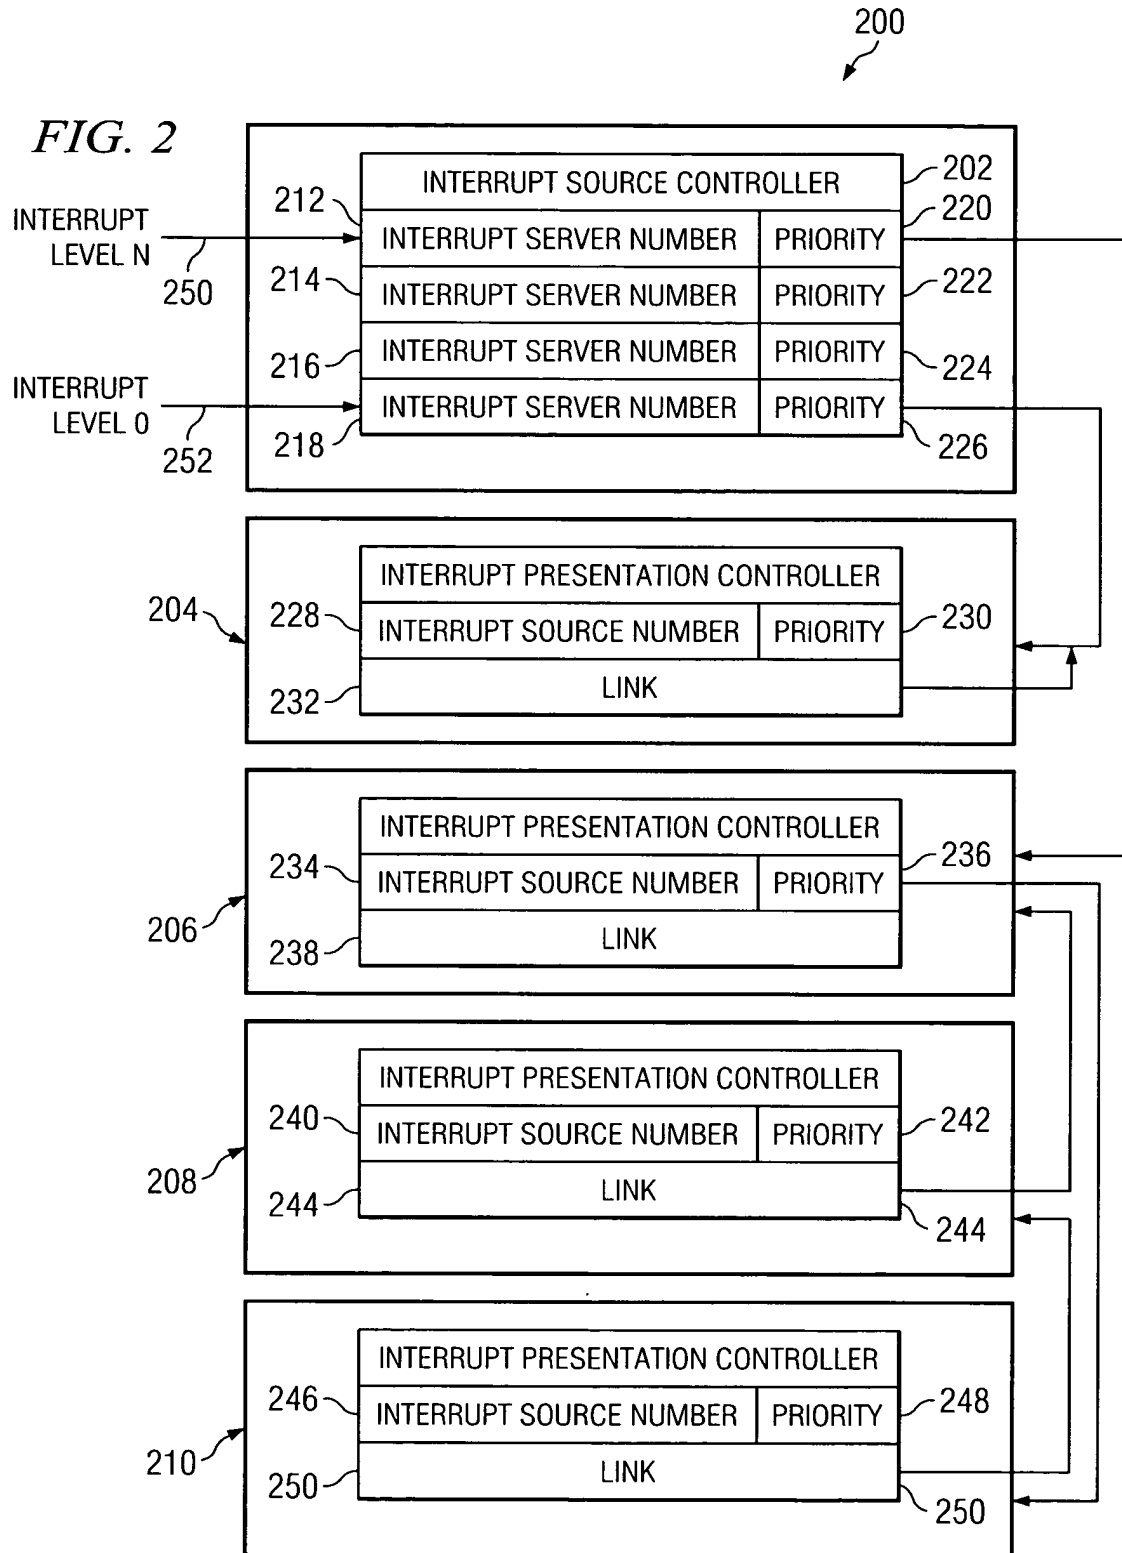 200
FIG. 2
INTERRUPT SOURCE CONTROLLER
202
INTERRUPT LEVEL N
250
212
INTERRUPT SERVER NUMBER
PRIORITY
220
214
INTERRUPT SERVER NUMBER
PRIORITY
222
216
INTERRUPT SERVER NUMBER
PRIORITY
224
INTERRUPT LEVEL 0
252
218
INTERRUPT SERVER NUMBER
PRIORITY
226
204
INTERRUPT PRESENTATION CONTROLLER
228
INTERRUPT SOURCE NUMBER
PRIORITY
230
232
LINK
206
INTERRUPT PRESENTATION CONTROLLER
234
INTERRUPT SOURCE NUMBER
PRIORITY
236
238
LINK
208
INTERRUPT PRESENTATION CONTROLLER
240
INTERRUPT SOURCE NUMBER
PRIORITY
242
244
LINK
244
210
INTERRUPT PRESENTATION CONTROLLER
246
INTERRUPT SOURCE NUMBER
PRIORITY
248
250
LINK
250